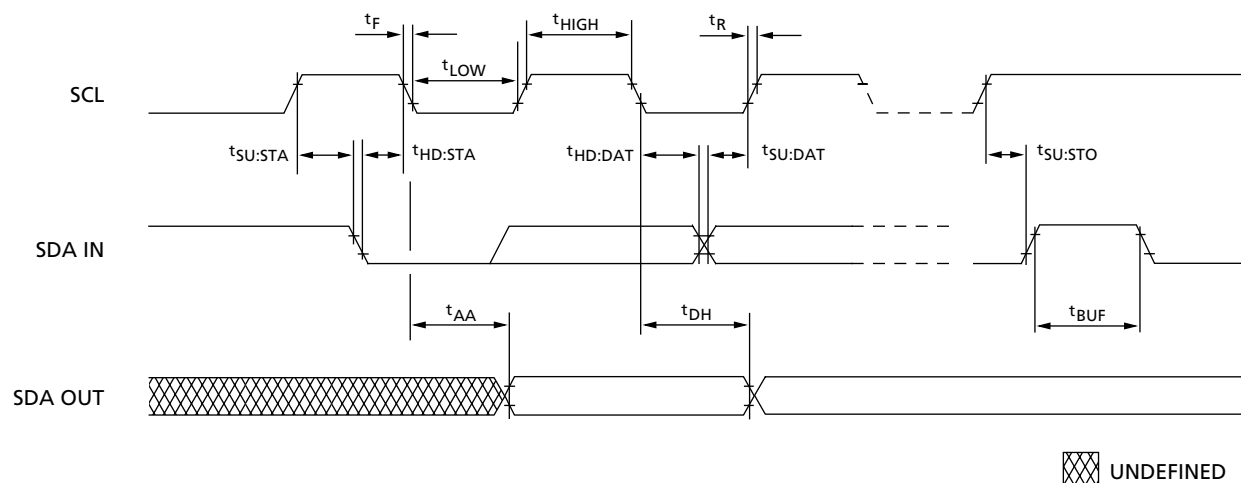 tF
tHIGH
tR
tLOW
SCL
tSU:STA
tHD:STA
tHD:DAT
tSU:DAT
tSU:STO
SDA IN
tAA
tDH
tBUF
SDA OUT
UNDEFINED